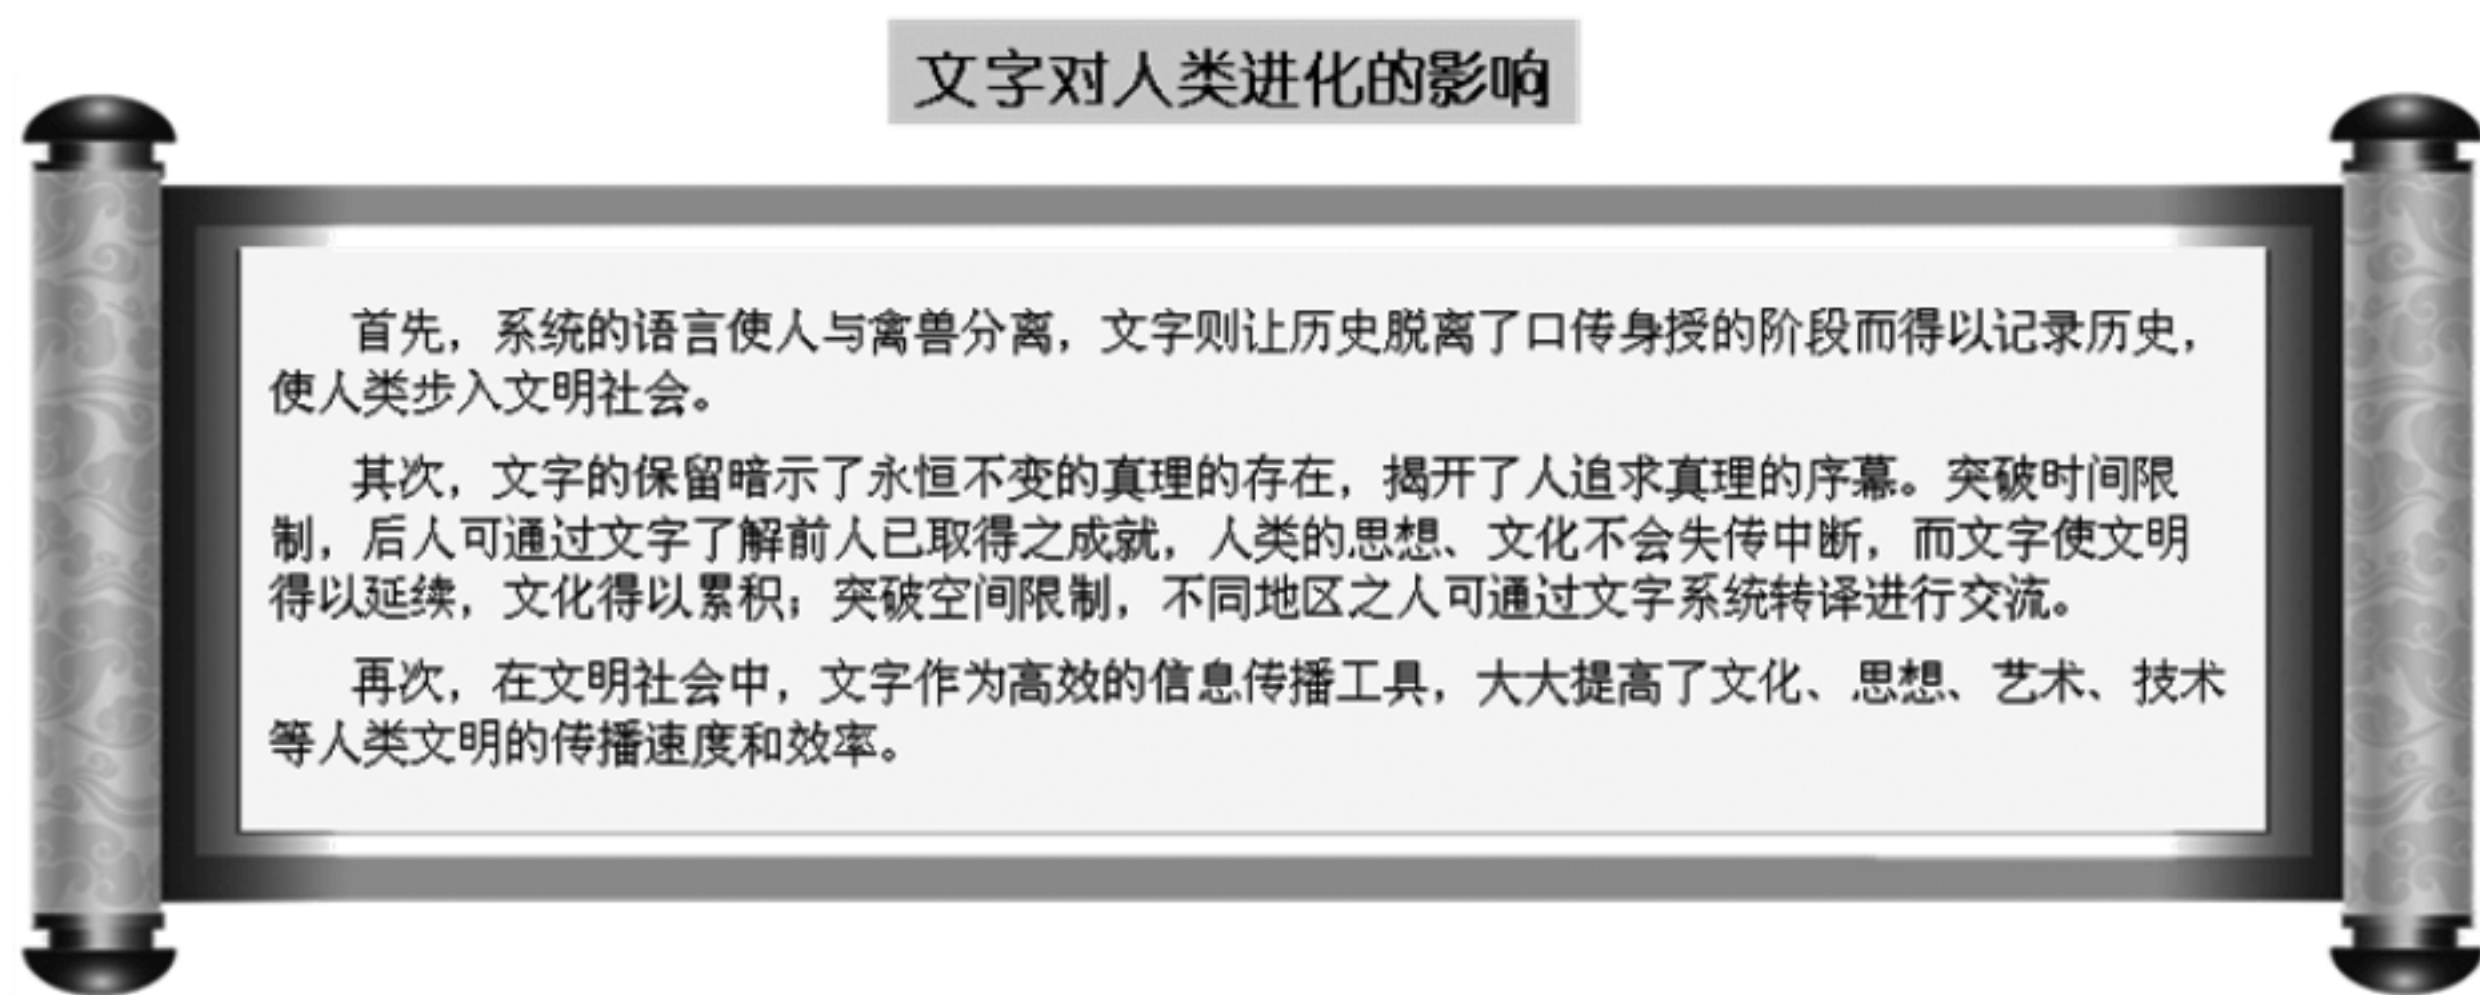 文字对人类进化的影响
首先，系统的语言使人与禽兽分离，文字则让历史脱离了口传身授的阶段而得以记录历史，
使人类步入文明社会。
其次，文字的保留暗示了永恒不变的真理的存在，揭开了人追求真理的序幕。突破时间限
制，后人可通过文字了解前人已取得之成就，人类的思想、文化不会失传中断，而文字使文明
得以延续，文化得以累积；突破空间限制，不同地区之人可通过文字系统转译进行交流。
再次，在文明社会中，文字作为高效的信息传播工具，大大提高了文化、思想、艺术、技术
等人类文明的传播速度和效率。